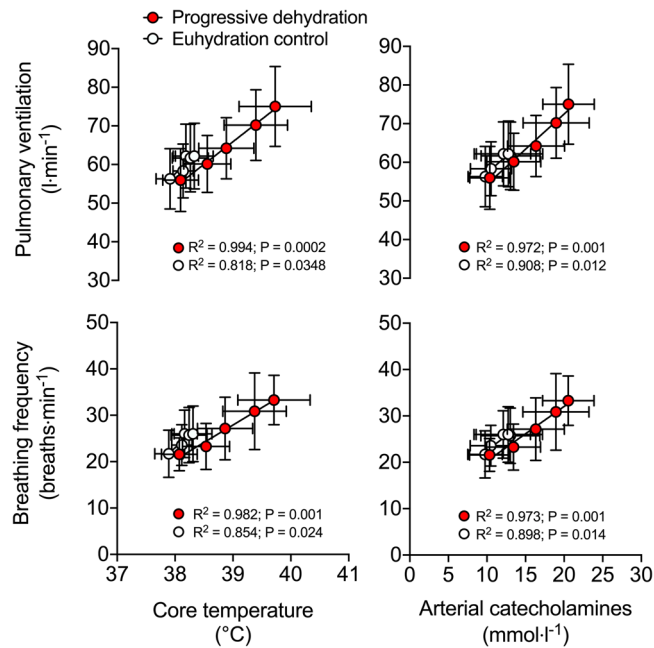 Progressive dehydration
Euhydration control
90
80
70
60
50
40
30
Pulmonary ventilation
(l·min⁻¹)
R² = 0.994; P = 0.0002
R² = 0.818; P = 0.0348
90
80
70
60
50
40
30
R² = 0.972; P = 0.001
R² = 0.908; P = 0.012
50
40
30
20
10
0
Breathing frequency
(breaths·min⁻¹)
R² = 0.982; P = 0.001
R² = 0.854; P = 0.024
37 38 39 40 41
Core temperature
(°C)
50
40
30
20
10
0
R² = 0.973; P = 0.001
R² = 0.898; P = 0.014
0 5 10 15 20 25 30
Arterial catecholamines
(mmol·l⁻¹)